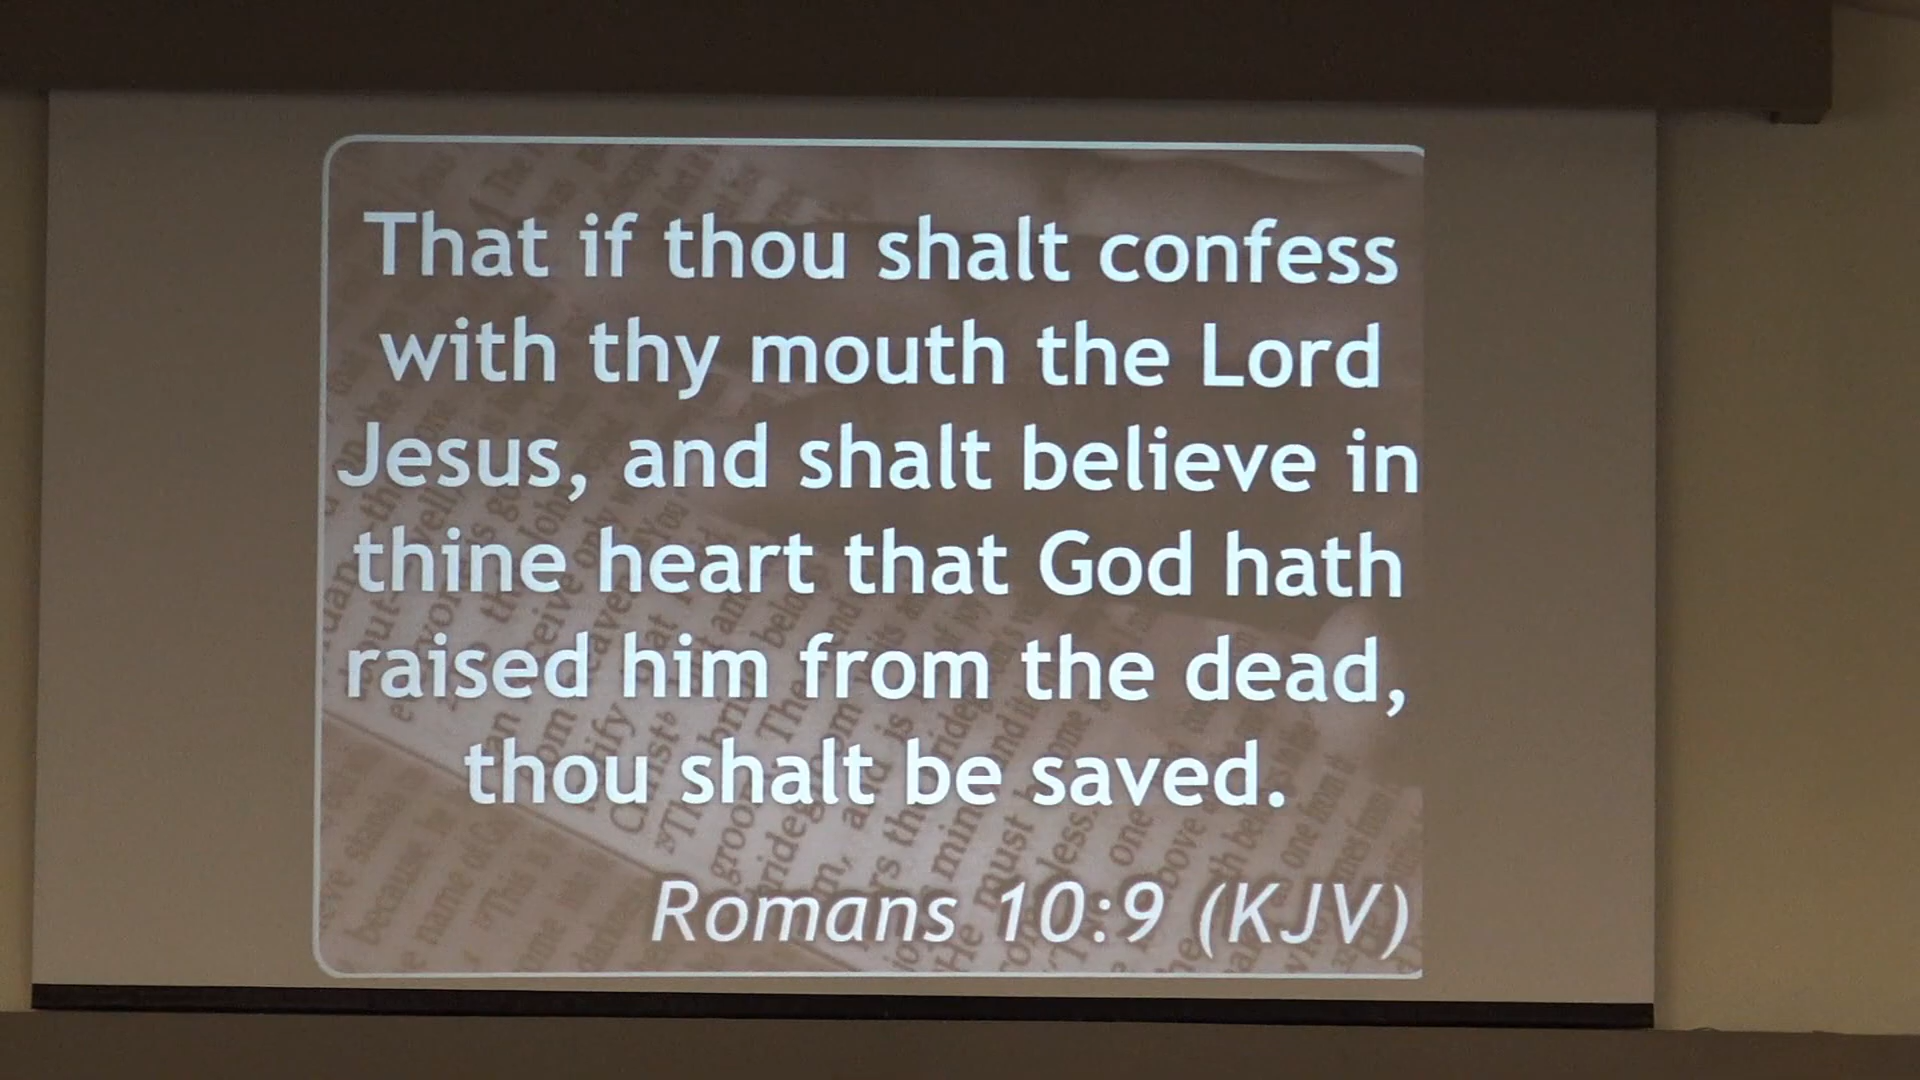 That if thou shalt confess
with thy mouth the Lord
Jesus, and shalt believe in
thine heart that God hath
raised him from the dead,
thou shalt be saved.
Romans 10:9 (KJV)